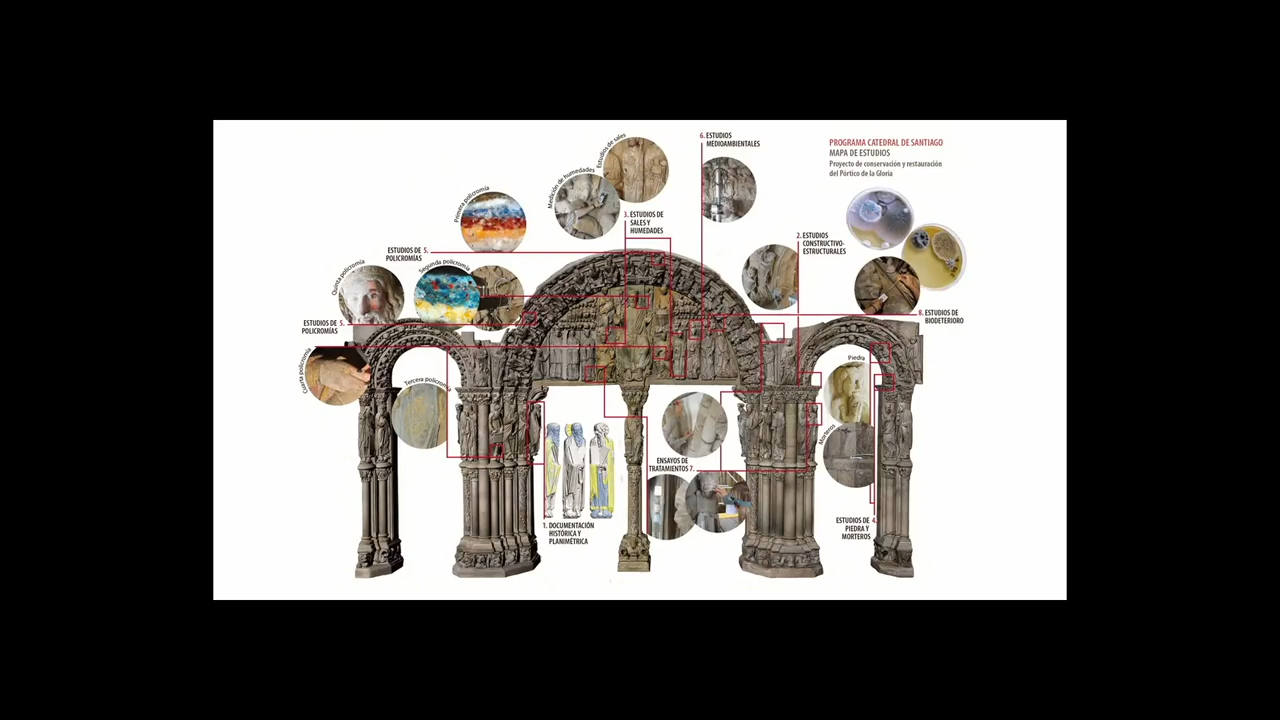 PROGRAMA CATEDRAL DE SANTIAGO
MAPA DE ESTUDIOS
Proyecto de conservación y restauración
del Pórtico de la Gloria
6. ESTUDIOS
MEDIOAMBIENTALES
Estudios de sales
Medición de humedades
3. ESTUDIOS DE
SALES Y
HUMEDADES
Primera policromía
2. ESTUDIOS
CONSTRUCTIVO-
ESTRUCTURALES
ESTUDIOS DE 5.
POLICROMÍAS
Segunda policromía
Quinta policromía
8. ESTUDIOS DE
BIODETERIORO
ESTUDIOS DE 5.
POLICROMÍAS
Cuarta policromía
Tercera policromía
Piedra
Morteros
ENSAYOS DE
TRATAMIENTOS 7.
1. DOCUMENTACIÓN
HISTÓRICA Y
PLANIMÉTRICA
ESTUDIOS DE 4.
PIEDRA Y
MORTEROS